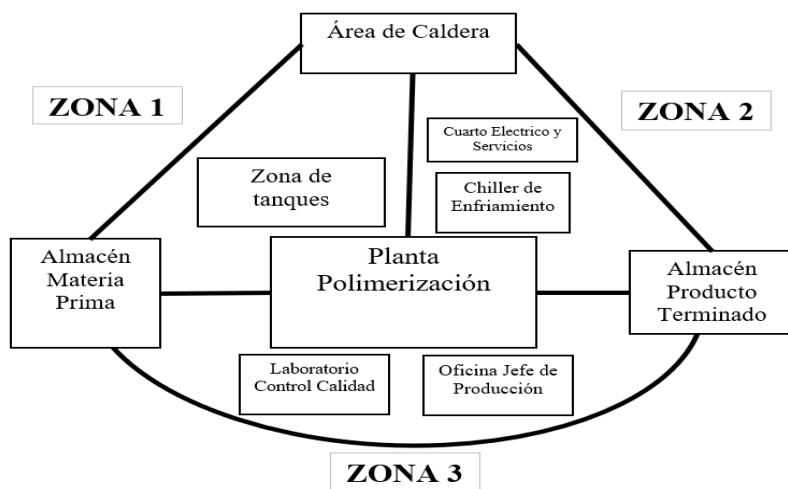 Área de Caldera
ZONA 1
ZONA 2
Cuarto Electrico y
Servicios
Zona de
tanques
Chiller de
Enfriamiento
Almacén
Materia
Prima
Planta
Polimerización
Almacén
Producto
Terminado
Laboratorio
Control Calidad
Oficina Jefe de
Producción
ZONA 3